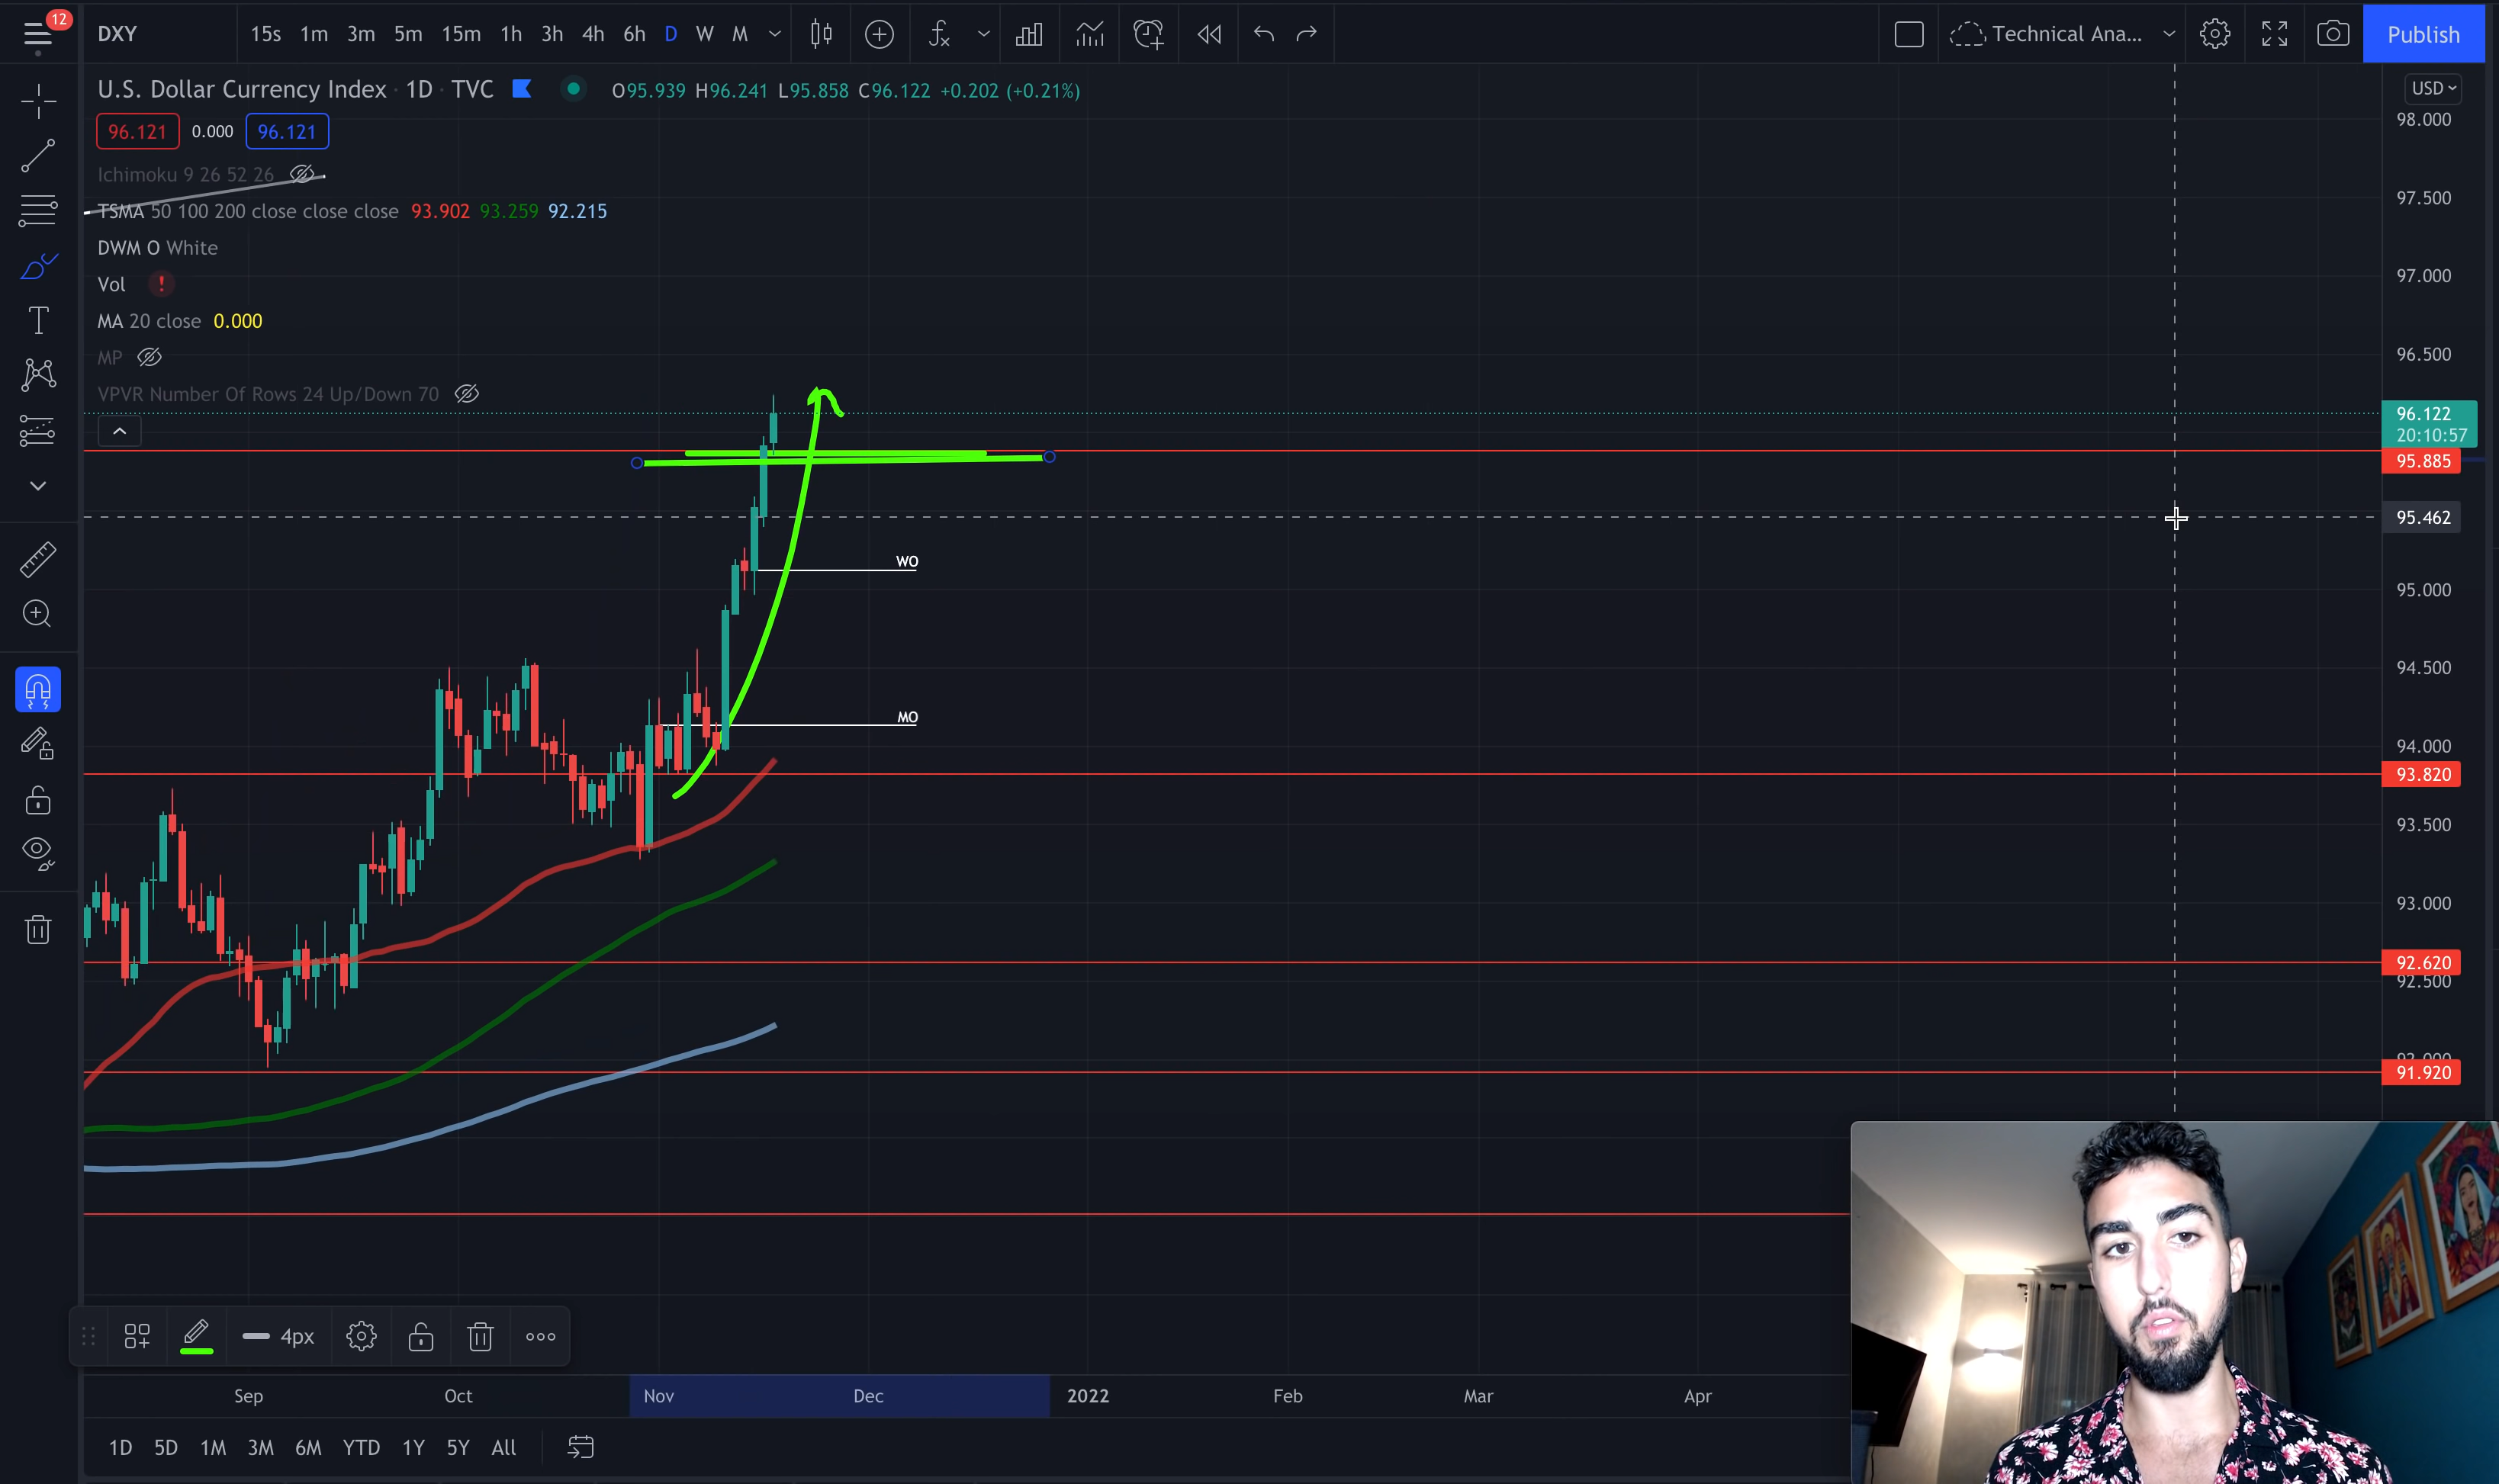 12
DXY 15s 1m 3m 5m 15m 1h 3h 4h 6h D W M Technical Ana... Publish
U.S. Dollar Currency Index · 1D · TVC O95.939 H96.241 L95.858 C96.122 +0.202 (+0.21%)
USD
96.121 0.000 96.121
98.000
Ichimoku 9 26 52 26
97.500
TSMA 50 100 200 close close close 93.902 93.259 92.215
DWM O White
97.000
Vol !
MA 20 close 0.000
96.500
MP
VPVR Number Of Rows 24 Up/Down 70
96.122
20:10:57
95.885
95.462
WO
95.000
94.500
MO
94.000
93.820
93.500
93.000
92.620
92.500
92.000
91.920
4px
Sep Oct Nov Dec 2022 Feb Mar Apr
1D 5D 1M 3M 6M YTD 1Y 5Y All